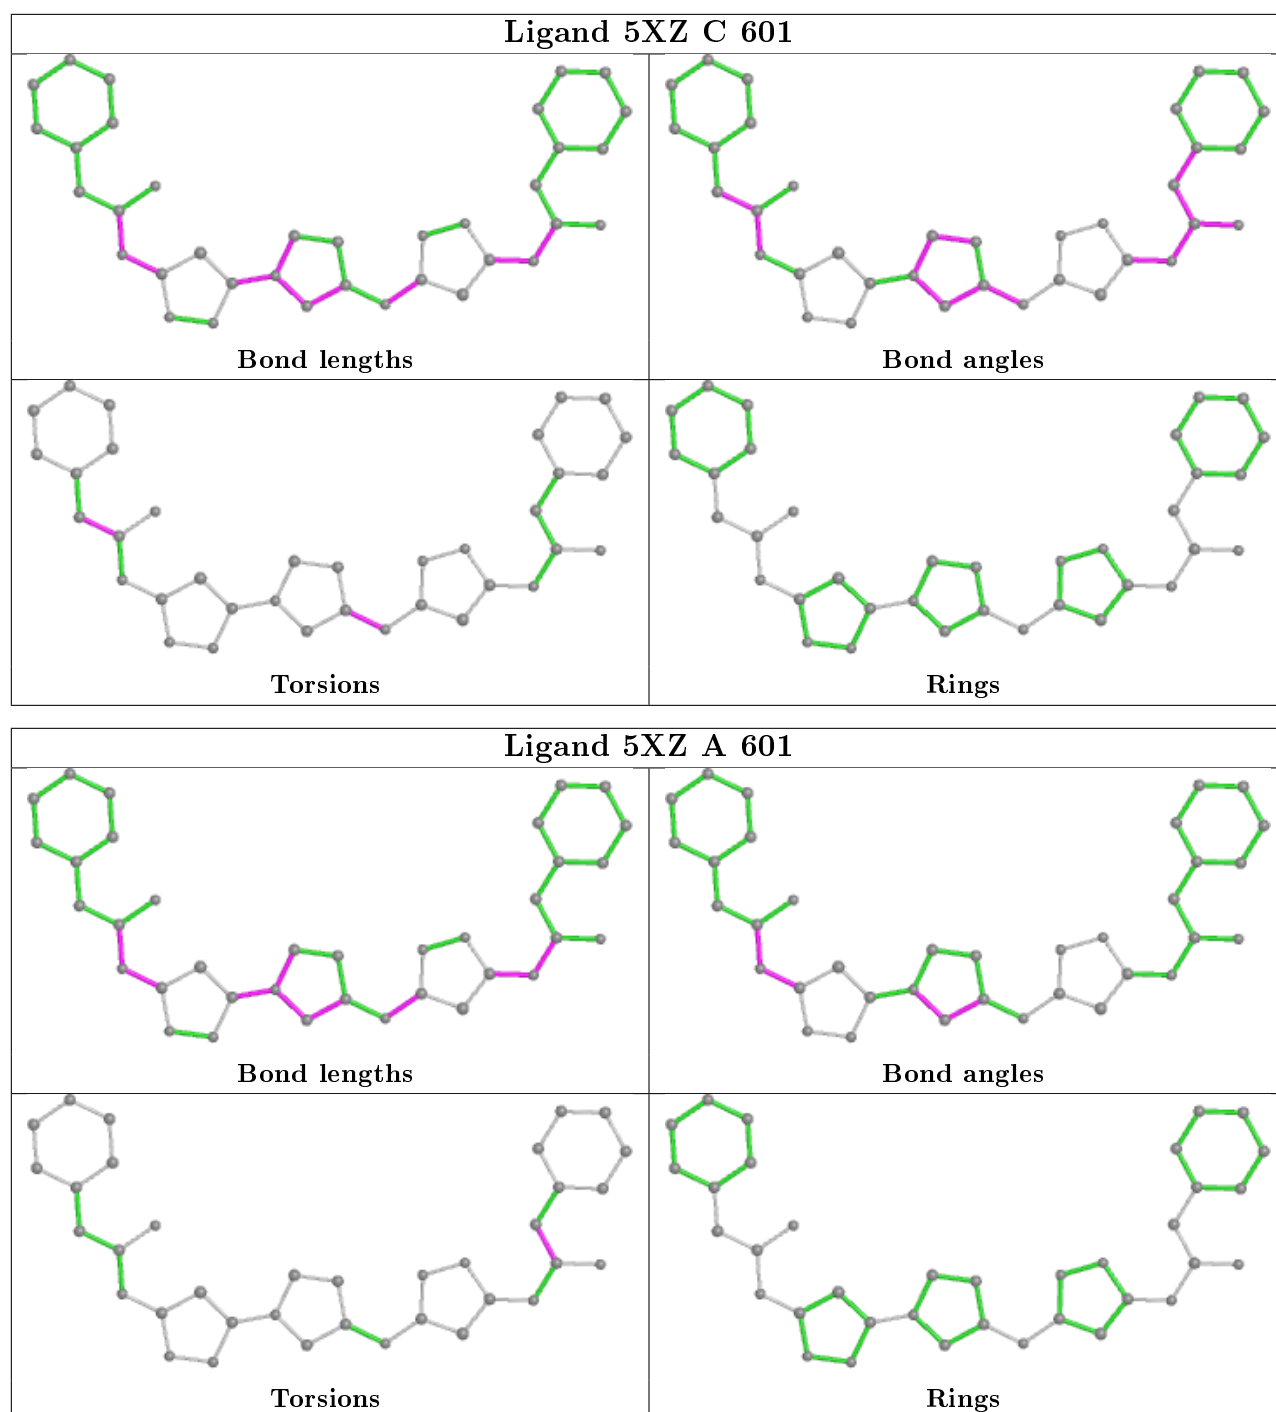 Ligand 5XZ C 601
Bond lengths
Bond angles
Torsions
Rings
Ligand 5XZ A 601
Bond lengths
Bond angles
Torsions
Rings